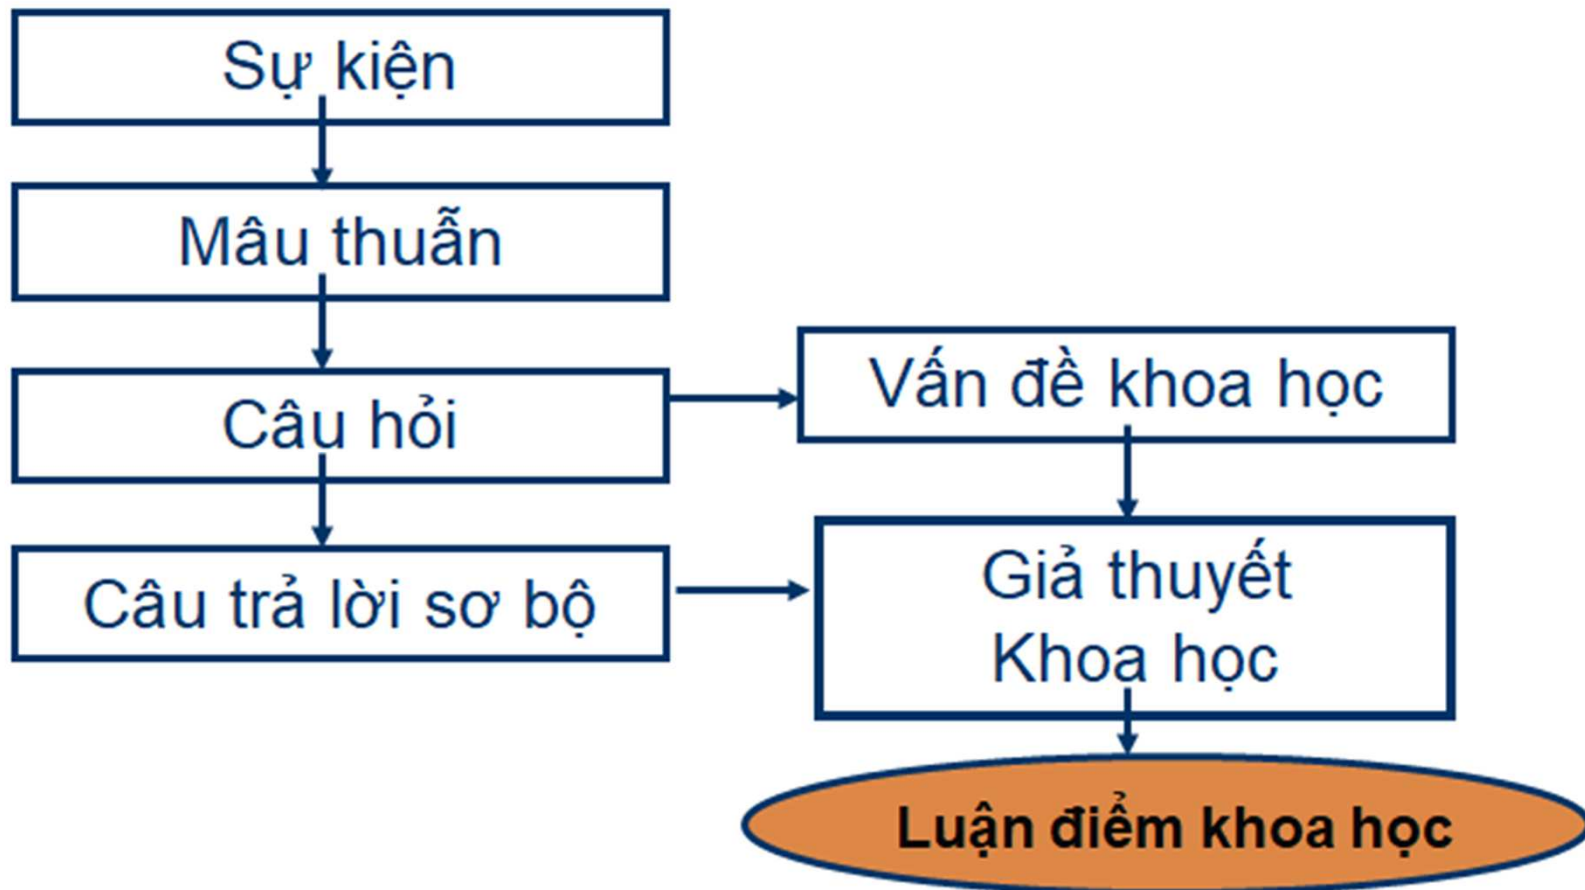 Sự kiện
Mâu thuẫn
Câu hỏi
Câu trả lời sơ bộ
Vấn đề khoa học
Giả thuyết
Khoa học
Luận điểm khoa học